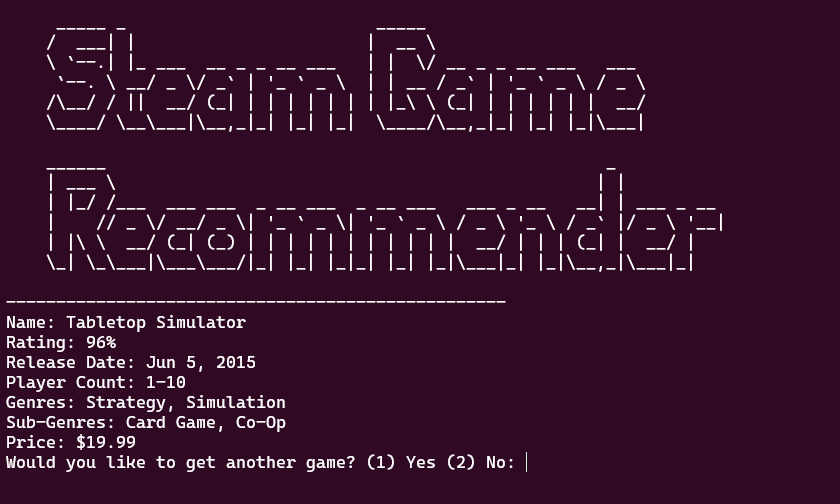 Steam Game
Recommender
--------------------------------------------------
Name: Tabletop Simulator
Rating: 96%
Release Date: Jun 5, 2015
Player Count: 1-10
Genres: Strategy, Simulation
Sub-Genres: Card Game, Co-Op
Price: $19.99
Would you like to get another game? (1) Yes (2) No: